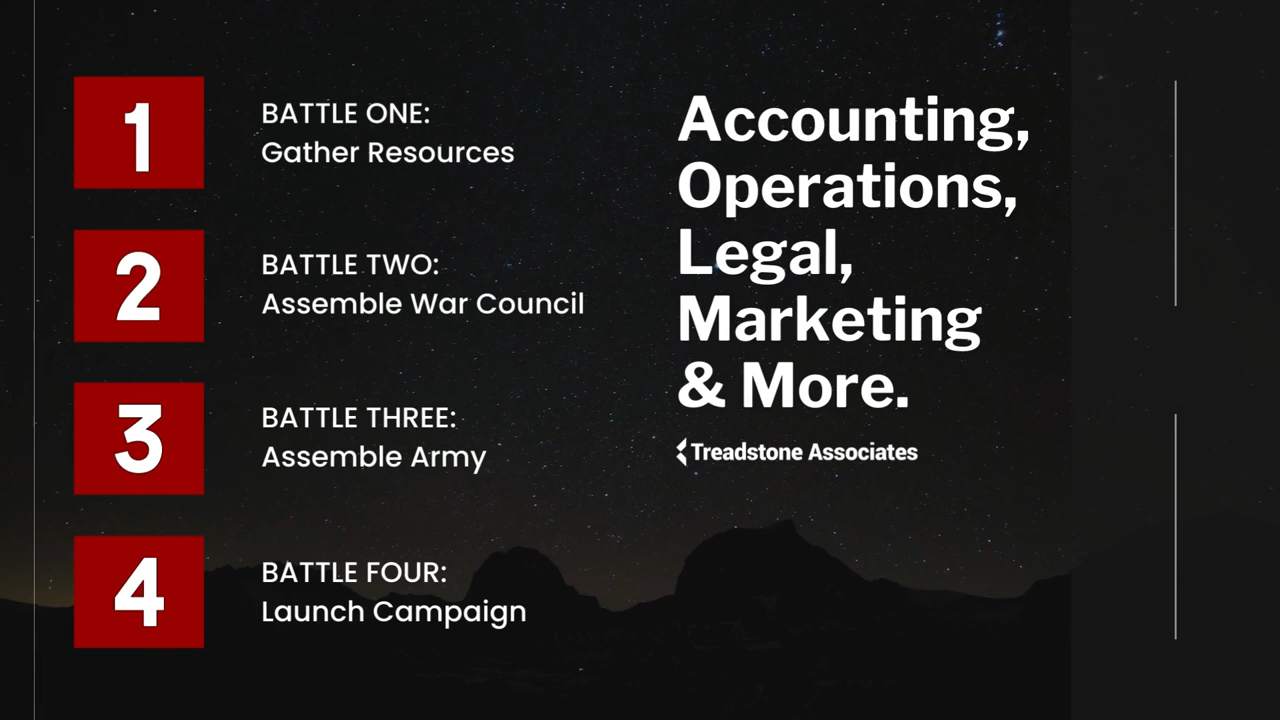 1
BATTLE ONE:
Gather Resources
2
BATTLE TWO:
Assemble War Council
3
BATTLE THREE:
Assemble Army
4
BATTLE FOUR:
Launch Campaign
Accounting,
Operations,
Legal,
Marketing
& More.
Treadstone Associates